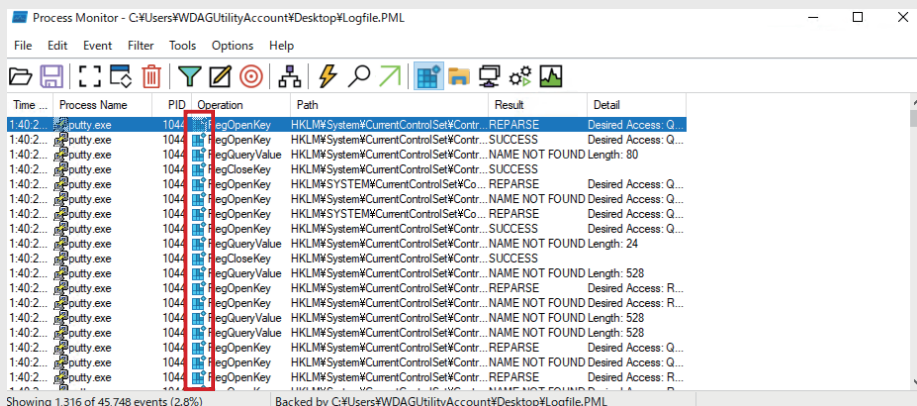 Process Monitor - C:¥Users¥WDAGUtilityAccount¥Desktop¥Logfile.PML
File Edit Event Filter Tools Options Help
Time ... Process Name PID Operation Path Result Detail
1:40:2... putty.exe 1044 RegOpenKey HKLM¥System¥CurrentControlSet¥Contr... REPARSE Desired Access: Q...
1:40:2... putty.exe 1044 RegOpenKey HKLM¥System¥CurrentControlSet¥Contr... SUCCESS Desired Access: Q...
1:40:2... putty.exe 1044 RegQueryValue HKLM¥System¥CurrentControlSet¥Contr... NAME NOT FOUND Length: 80
1:40:2... putty.exe 1044 RegCloseKey HKLM¥System¥CurrentControlSet¥Contr... SUCCESS
1:40:2... putty.exe 1044 RegOpenKey HKLM¥SYSTEM¥CurrentControlSet¥Co... REPARSE Desired Access: Q...
1:40:2... putty.exe 1044 RegOpenKey HKLM¥System¥CurrentControlSet¥Contr... NAME NOT FOUND Desired Access: Q...
1:40:2... putty.exe 1044 RegOpenKey HKLM¥SYSTEM¥CurrentControlSet¥Co... REPARSE Desired Access: Q...
1:40:2... putty.exe 1044 RegOpenKey HKLM¥System¥CurrentControlSet¥Contr... SUCCESS Desired Access: Q...
1:40:2... putty.exe 1044 RegQueryValue HKLM¥System¥CurrentControlSet¥Contr... NAME NOT FOUND Length: 24
1:40:2... putty.exe 1044 RegCloseKey HKLM¥System¥CurrentControlSet¥Contr... SUCCESS
1:40:2... putty.exe 1044 RegQueryValue HKLM¥System¥CurrentControlSet¥Contr... NAME NOT FOUND Length: 528
1:40:2... putty.exe 1044 RegOpenKey HKLM¥System¥CurrentControlSet¥Contr... REPARSE Desired Access: R...
1:40:2... putty.exe 1044 RegOpenKey HKLM¥System¥CurrentControlSet¥Contr... NAME NOT FOUND Desired Access: R...
1:40:2... putty.exe 1044 RegQueryValue HKLM¥System¥CurrentControlSet¥Contr... NAME NOT FOUND Length: 528
1:40:2... putty.exe 1044 RegQueryValue HKLM¥System¥CurrentControlSet¥Contr... NAME NOT FOUND Length: 528
1:40:2... putty.exe 1044 RegOpenKey HKLM¥System¥CurrentControlSet¥Contr... REPARSE Desired Access: Q...
1:40:2... putty.exe 1044 RegOpenKey HKLM¥System¥CurrentControlSet¥Contr... NAME NOT FOUND Desired Access: Q...
1:40:2... putty.exe 1044 RegOpenKey HKLM¥System¥CurrentControlSet¥Contr... REPARSE Desired Access: R...
Showing 1,316 of 45,748 events (2.8%) Backed by C:¥Users¥WDAGUtilityAccount¥Desktop¥Logfile.PML